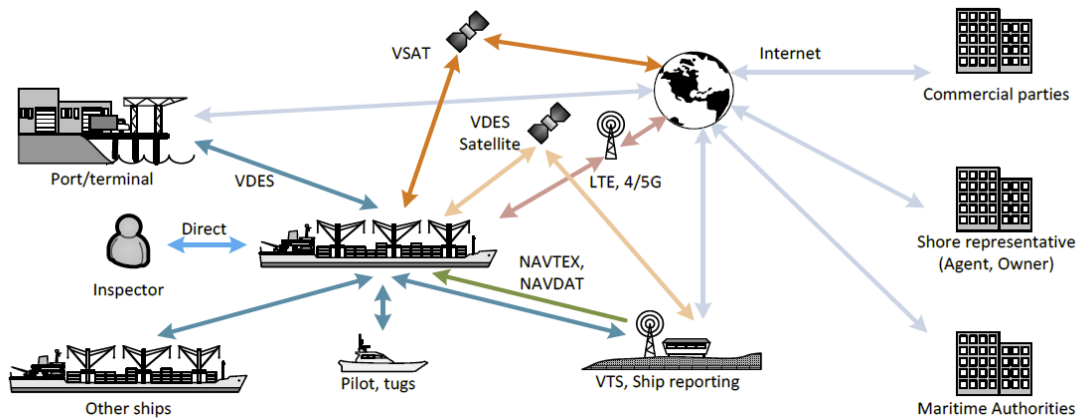 VSAT
Internet
Commercial parties
VDES
Satellite
LTE, 4/5G
Port/terminal
VDES
Direct
Inspector
Shore representative
(Agent, Owner)
NAVTEX,
NAVDAT
Other ships
Pilot, tugs
VTS, Ship reporting
Maritime Authorities